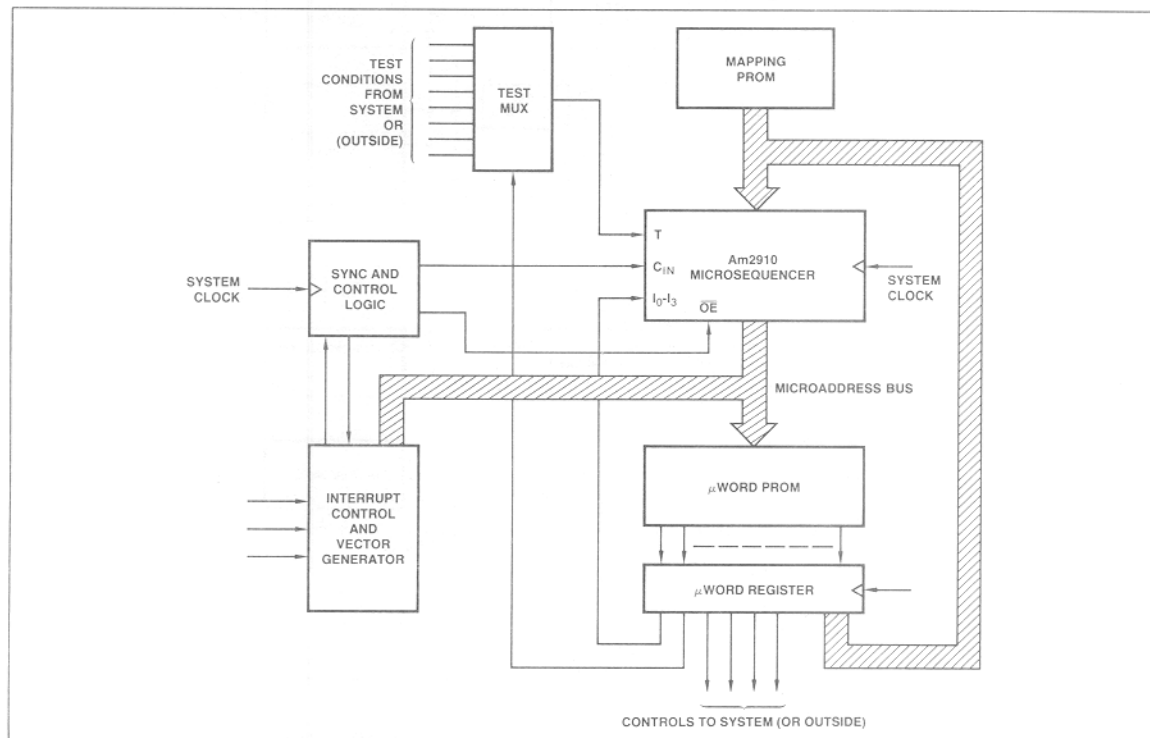 TEST
CONDITIONS
FROM
SYSTEM
OR
(OUTSIDE)
TEST
MUX
MAPPING
PROM
T
C_IN
I₀-I₃
O̅E̅
Am2910
MICROSEQUENCER
SYSTEM
CLOCK
SYNC AND
CONTROL
LOGIC
SYSTEM
CLOCK
MICROADDRESS BUS
INTERRUPT
CONTROL
AND
VECTOR
GENERATOR
μWORD PROM
μWORD REGISTER
CONTROLS TO SYSTEM (OR OUTSIDE)